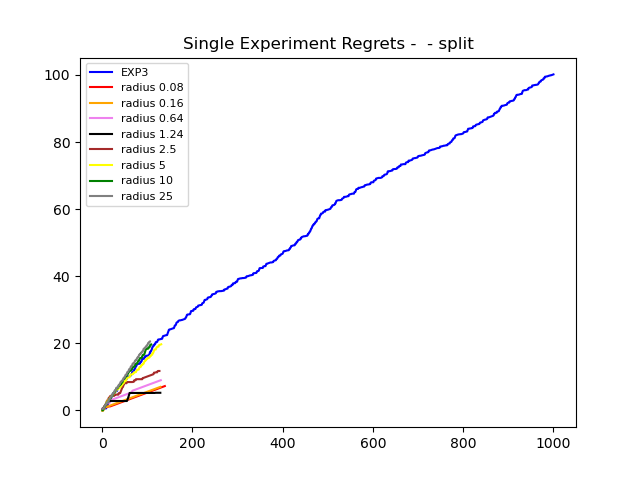 Single Experiment Regrets -  - split
EXP3
radius 0.08
radius 0.16
radius 0.64
radius 1.24
radius 2.5
radius 5
radius 10
radius 25
100
80
60
40
20
0
0 200 400 600 800 1000